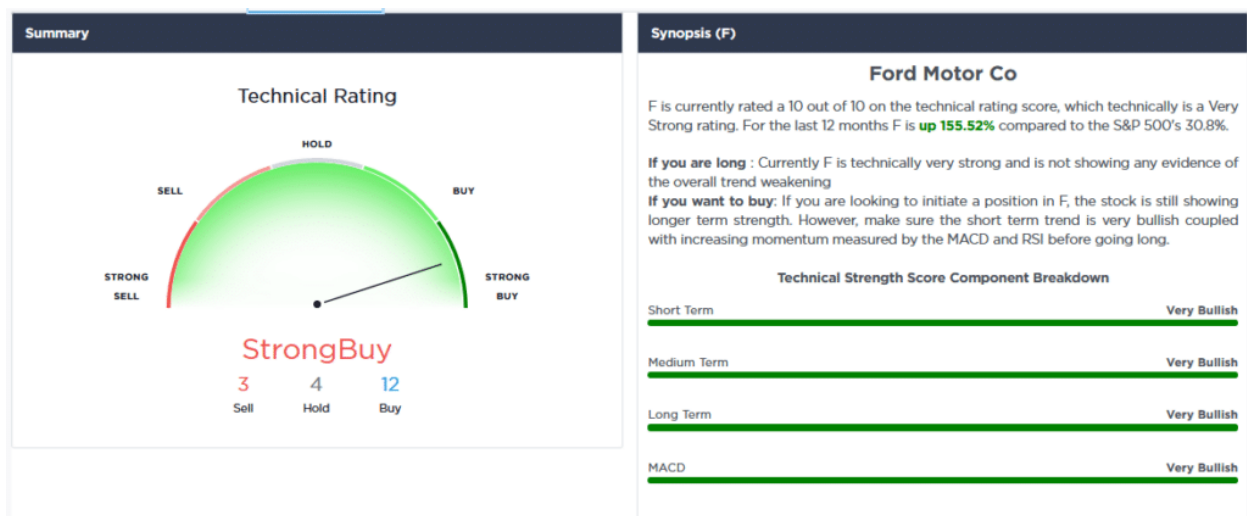 Summary
Technical Rating
HOLD
SELL
BUY
STRONG
SELL
STRONG
BUY
StrongBuy
3
4
12
Sell
Hold
Buy
Synopsis (F)
Ford Motor Co
F is currently rated a 10 out of 10 on the technical rating score, which technically is a Very
Strong rating. For the last 12 months F is up 155.52% compared to the S&P 500's 30.8%.
If you are long : Currently F is technically very strong and is not showing any evidence of
the overall trend weakening
If you want to buy: If you are looking to initiate a position in F, the stock is still showing
longer term strength. However, make sure the short term trend is very bullish coupled
with increasing momentum measured by the MACD and RSI before going long.
Technical Strength Score Component Breakdown
Short Term Very Bullish
Medium Term Very Bullish
Long Term Very Bullish
MACD Very Bullish